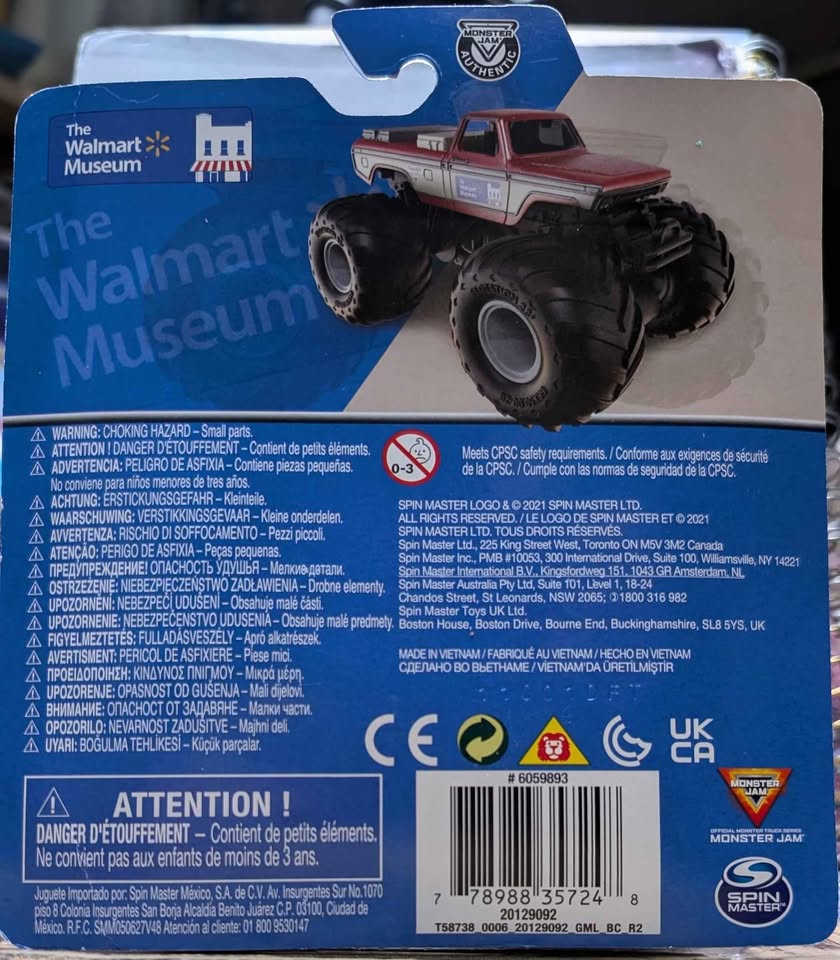 MONSTER
JAM
AUTHENTIC
The
Walmart
Museum
The
Walmart
Museum
⚠ WARNING: CHOKING HAZARD – Small parts.
⚠ ATTENTION ! DANGER D'ÉTOUFFEMENT – Contient de petits éléments.
⚠ ADVERTENCIA: PELIGRO DE ASFIXIA – Contiene piezas pequeñas.
No conviene para niños menores de tres años.
⚠ ACHTUNG: ERSTICKUNGSGEFAHR – Kleinteile.
⚠ WAARSCHUWING: VERSTIKKINGSGEVAAR – Kleine onderdelen.
⚠ AVVERTENZA: RISCHIO DI SOFFOCAMENTO – Pezzi piccoli.
⚠ ATENÇÃO: PERIGO DE ASFIXIA – Peças pequenas.
⚠ ПРЕДУПРЕЖДЕНИЕ! ОПАСНОСТЬ УДУШЬЯ – Мелкие детали.
⚠ OSTRZEŻENIE: NIEBEZPIECZEŃSTWO ZADŁAWIENIA – Drobne elementy.
⚠ UPOZORNĚNÍ: NEBEZPEČÍ UDUŠENÍ – Obsahuje malé části.
⚠ UPOZORNENIE: NEBEZPEČENSTVO UDUSENIA – Obsahuje malé predmety.
⚠ FIGYELMEZTETÉS: FULLADÁSVESZÉLY – Apró alkatrészek.
⚠ AVERTISMENT: PERICOL DE ASFIXIERE – Piese mici.
⚠ ΠΡΟΕΙΔΟΠΟΙΗΣΗ: ΚΙΝΔΥΝΟΣ ΠΝΙΓΜΟΥ – Μικρά μέρη.
⚠ UPOZORENJE: OPASNOST OD GUŠENJA – Mali dijelovi.
⚠ ВНИМАНИЕ: ОПАСНОСТ ОТ ЗАДАВЯНЕ – Малки части.
⚠ OPOZORILO: NEVARNOST ZADUŠITVE – Majhni deli.
⚠ UYARI: BOĞULMA TEHLİKESİ – Küçük parçalar.
0-3
Meets CPSC safety requirements. / Conforme aux exigences de sécurité
de la CPSC. / Cumple con las normas de seguridad de la CPSC.
SPIN MASTER LOGO & © 2021 SPIN MASTER LTD.
ALL RIGHTS RESERVED. / LE LOGO DE SPIN MASTER ET © 2021
SPIN MASTER LTD. TOUS DROITS RÉSERVÉS.
Spin Master Ltd., 225 King Street West, Toronto ON M5V 3M2 Canada
Spin Master Inc., PMB #10053, 300 International Drive, Suite 100, Williamsville, NY 14221
Spin Master International B.V., Kingsfordweg 151, 1043 GR Amsterdam, NL
Spin Master Australia Pty Ltd, Suite 101, Level 1, 18-24
Chandos Street, St Leonards, NSW 2065; ✆1800 316 982
Spin Master Toys UK Ltd.
Boston House, Boston Drive, Bourne End, Buckinghamshire, SL8 5YS, UK
MADE IN VIETNAM / FABRIQUÉ AU VIETNAM / HECHO EN VIETNAM
СДЕЛАНО ВО ВЬЕТНАМЕ / VİETNAM'DA ÜRETİLMİŞTİR
CE
UK
CA
⚠ ATTENTION !
DANGER D'ÉTOUFFEMENT – Contient de petits éléments.
Ne convient pas aux enfants de moins de 3 ans.
Juguete Importado por: Spin Master México, S.A. de C.V. Av. Insurgentes Sur No.1070
piso 8 Colonia Insurgentes San Borja Alcaldía Benito Juárez C.P. 03100, Ciudad de
México. R.F.C. SMM050627V48 Atención al cliente: 01 800 9530147
# 6059893
7 78988 35724 8
20129092
T58738_0006_20129092_GML_BC_R2
MONSTER
JAM
OFFICIAL MONSTER TRUCK SERIES
MONSTER JAM
SPIN
MASTER